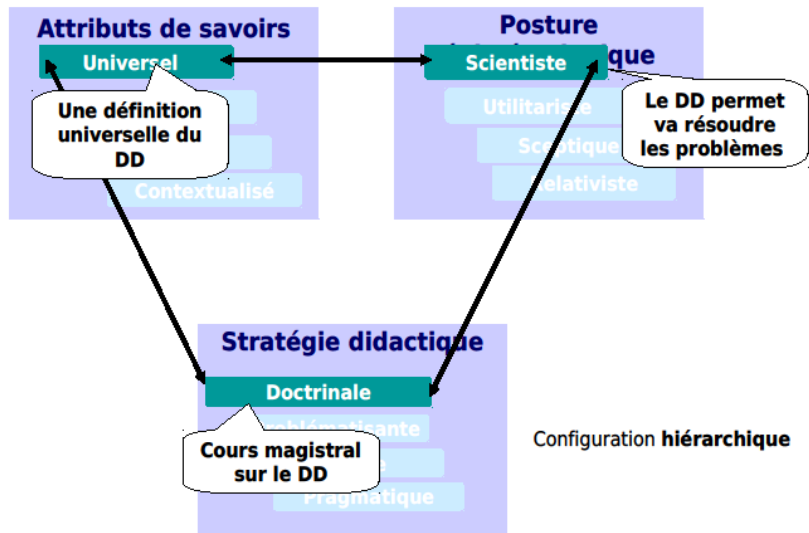 Attributs de savoirs
Universel
Une définition
universelle du
DD
Contextualisé
Posture
Scientiste
Utilitariste
Sceptique
Relativiste
Le DD permet
va résoudre
les problèmes
Stratégie didactique
Doctrinale
Cours magistral
sur le DD
Pragmatique
Configuration hiérarchique